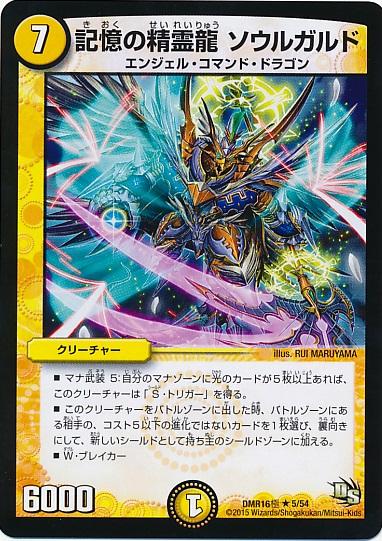 7
きおく せいれいりゅう
記憶の精霊龍 ソウルガルド
エンジェル・コマンド・ドラゴン
illus. RUI MARUYAMA
クリーチャー
■マナ武装 5:自分のマナゾーンに光のカードが5枚以上あれば、
このクリーチャーは「S・トリガー」を得る。
■このクリーチャーをバトルゾーンに出した時、バトルゾーンに
ある相手の、コスト5以下の進化ではないカードを1枚選び、裏向き
にして、新しいシールドとして持ち主のシールドゾーンに加える。
■W・ブレイカー
6000
1
DS
DMR16極 ★5/54
©2015 Wizards/Shogakukan/Mitsui-Kids